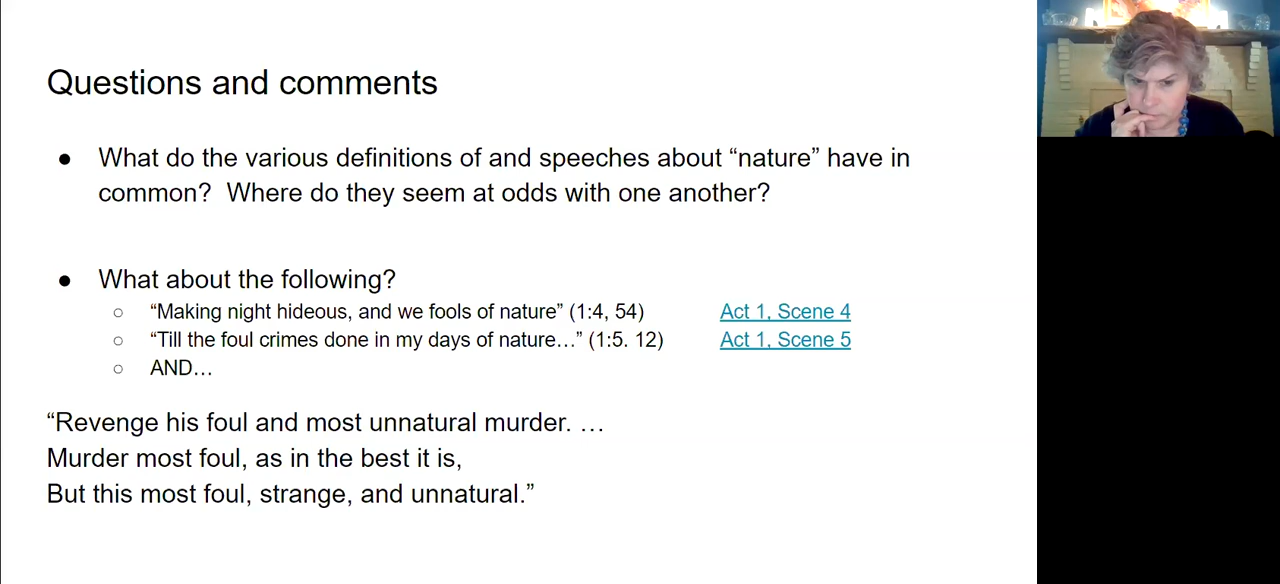 Questions and comments
● What do the various definitions of and speeches about “nature” have in
common?  Where do they seem at odds with one another?
● What about the following?
○ “Making night hideous, and we fools of nature” (1:4, 54) Act 1, Scene 4
○ “Till the foul crimes done in my days of nature…” (1:5. 12) Act 1, Scene 5
○ AND…
“Revenge his foul and most unnatural murder. …
Murder most foul, as in the best it is,
But this most foul, strange, and unnatural.”